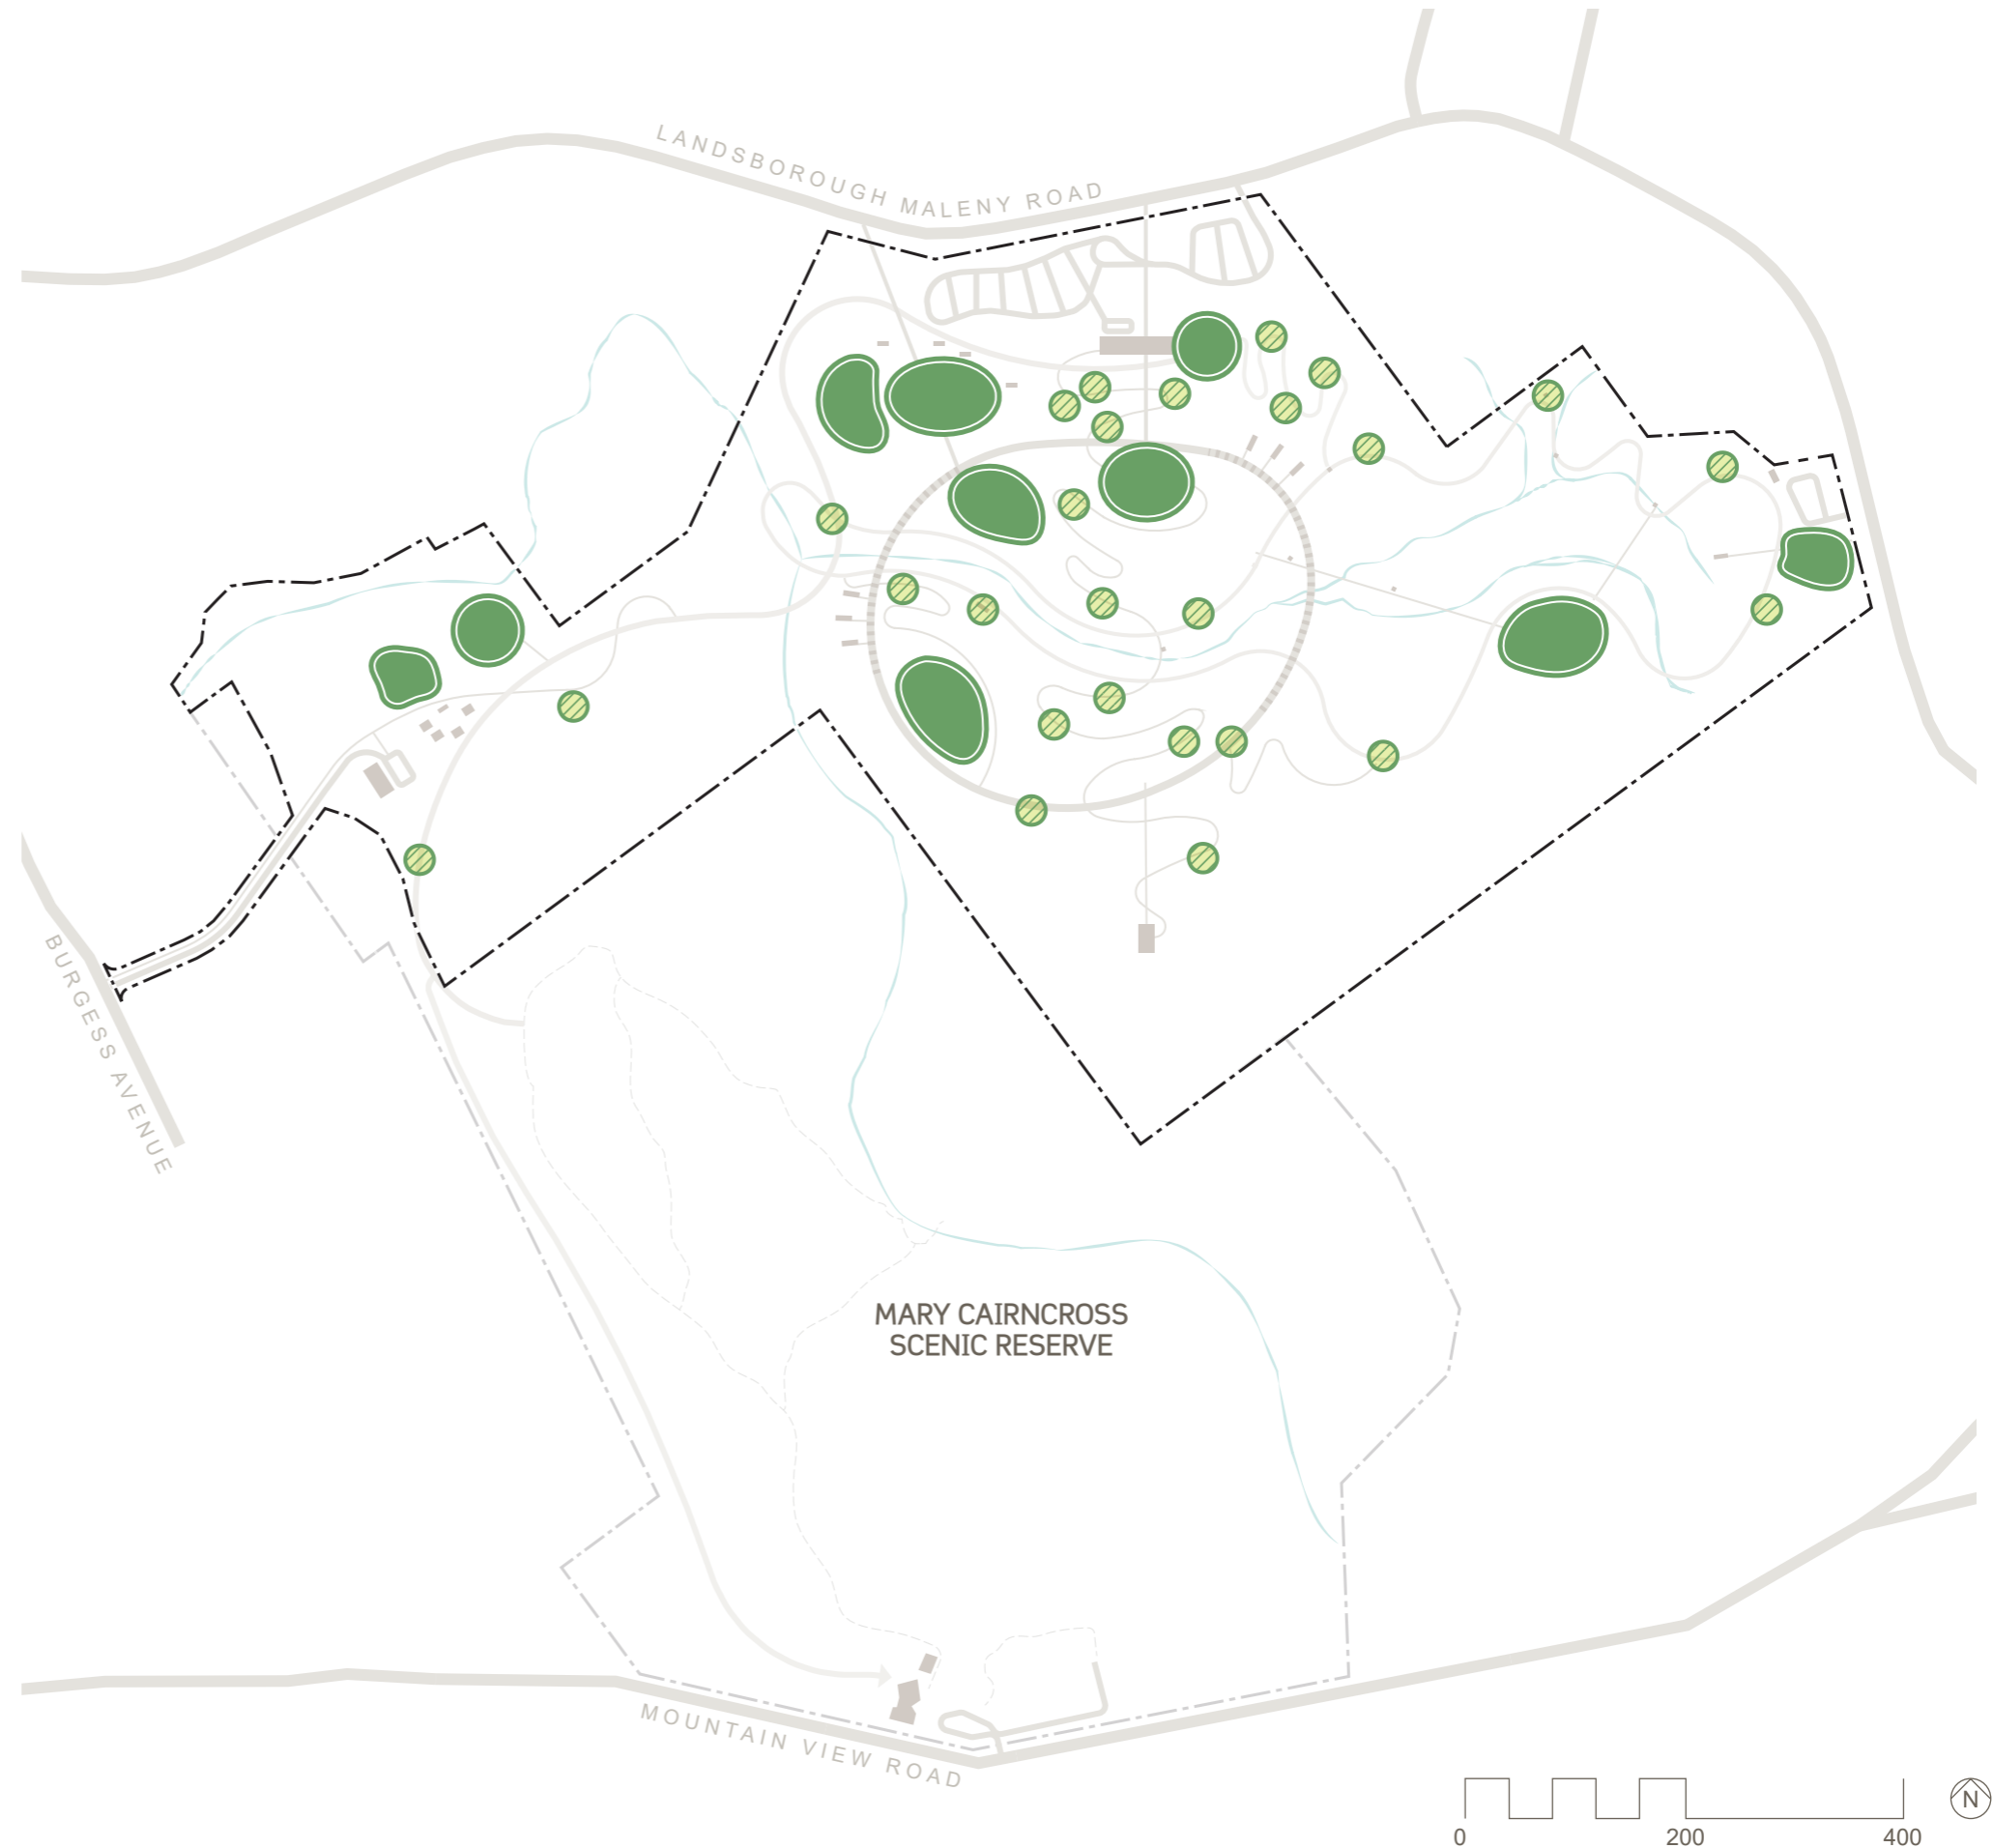 LANDSBOROUGH MALENY ROAD
BURGESS AVENUE
MARY CAIRNCROSS
SCENIC RESERVE
MOUNTAIN VIEW ROAD
N
0 200 400